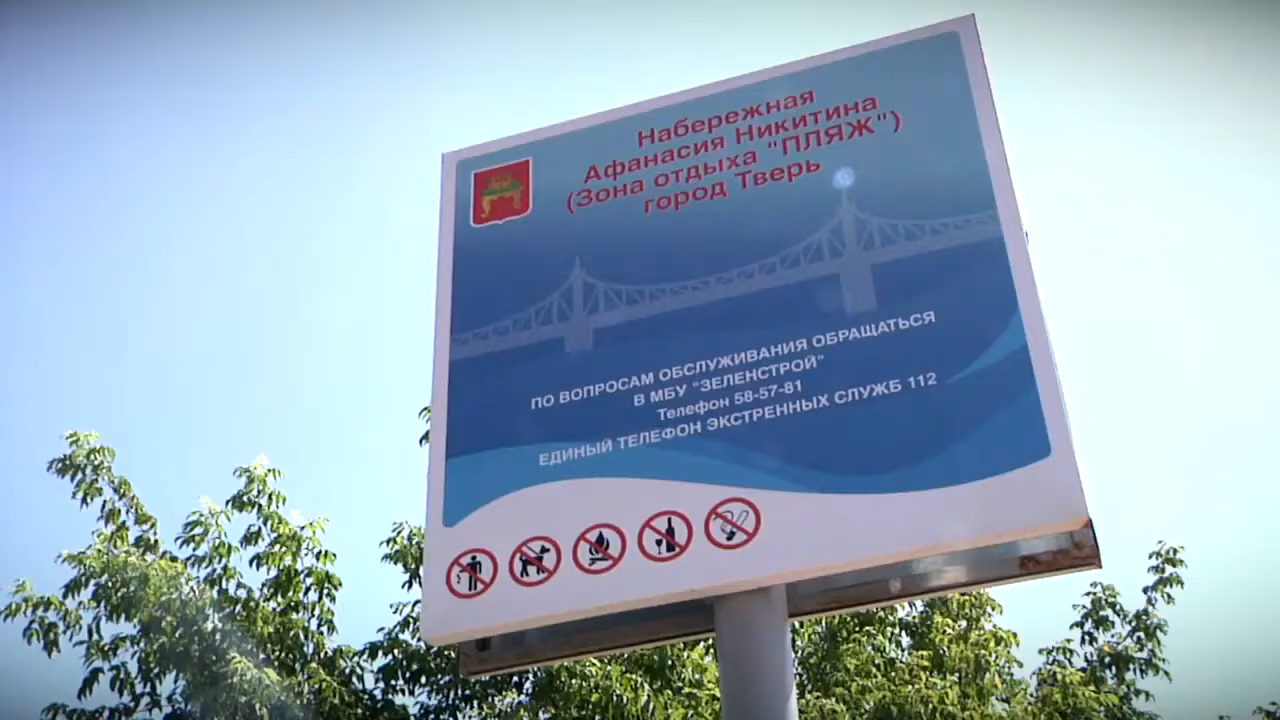 Набережная
Афанасия Никитина
(Зона отдыха "ПЛЯЖ")
город Тверь
ПО ВОПРОСАМ ОБСЛУЖИВАНИЯ ОБРАЩАТЬСЯ
В МБУ "ЗЕЛЕНСТРОЙ"
Телефон 58-57-81
ЕДИНЫЙ ТЕЛЕФОН ЭКСТРЕННЫХ СЛУЖБ 112